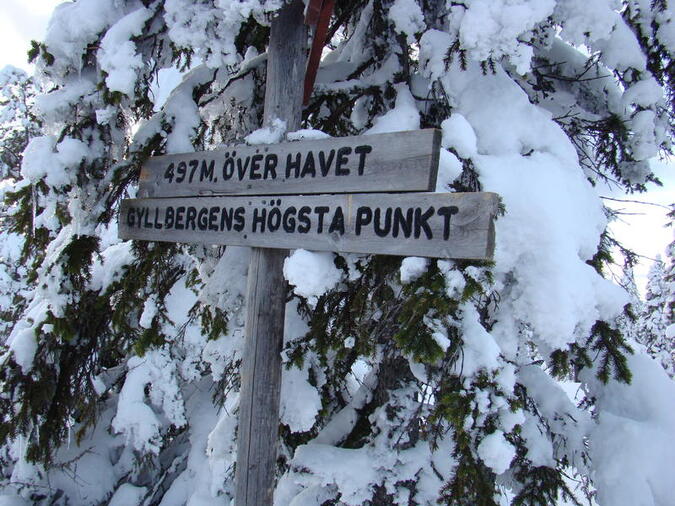 497M. ÖVER HAVET
GYLLBERGENS HÖGSTA PUNKT